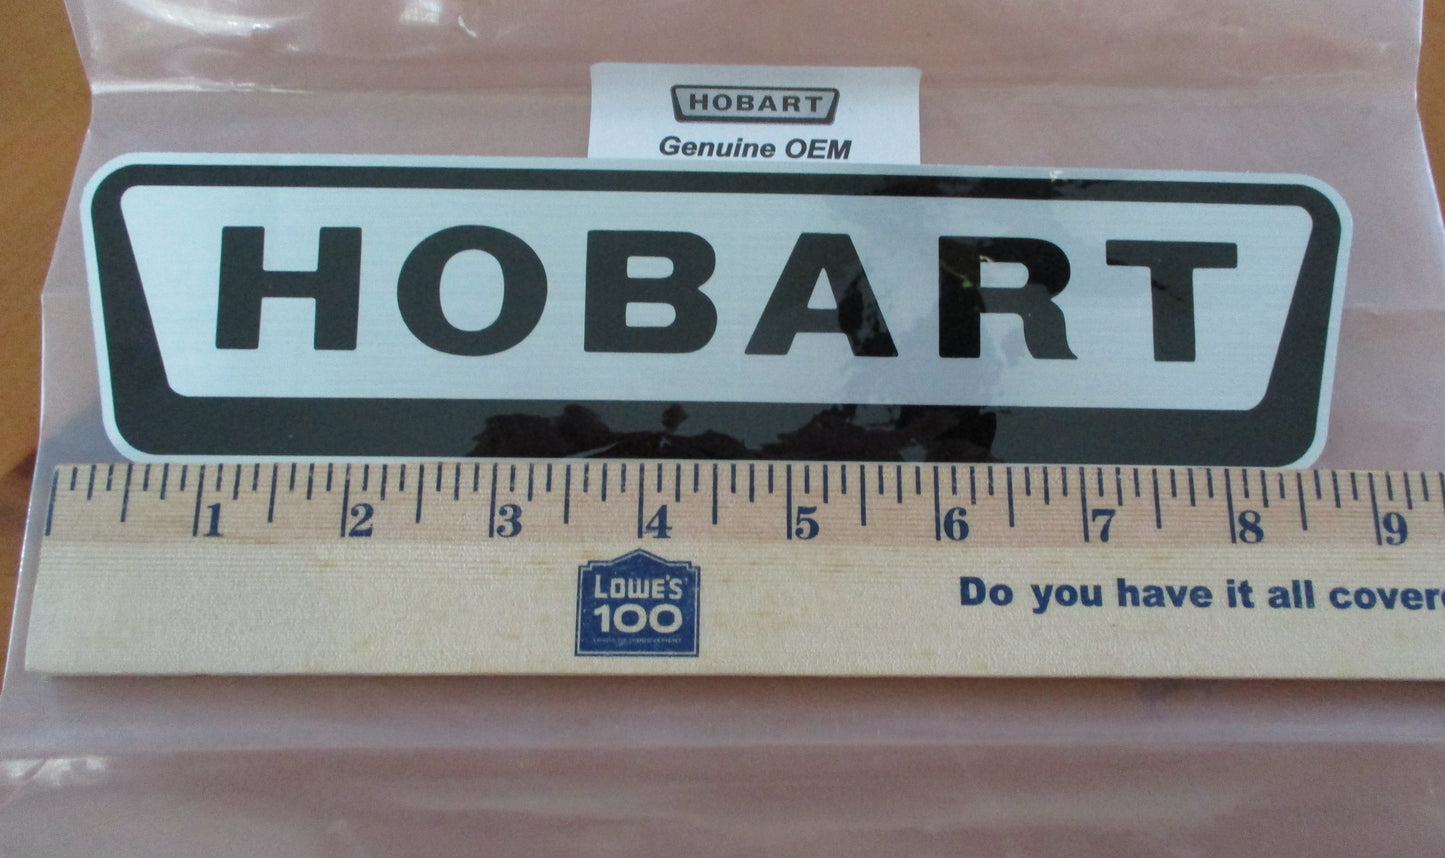 HOBART
Genuine OEM
HOBART
1 2 3 4 5 6 7 8 9
LOWE'S
100
Do you have it all covere